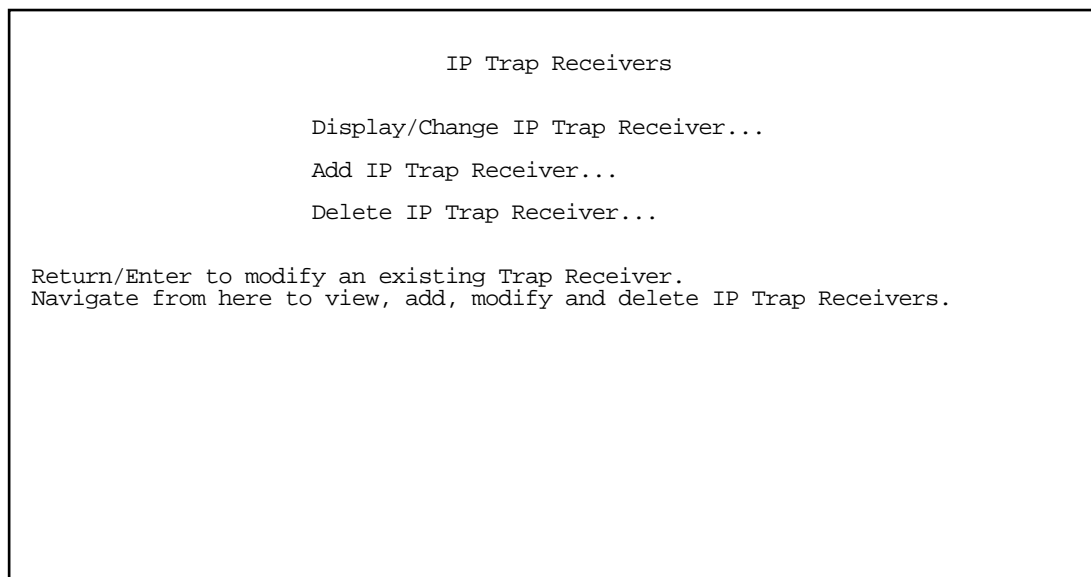 IP Trap Receivers
Display/Change IP Trap Receiver...
Add IP Trap Receiver...
Delete IP Trap Receiver...
Return/Enter to modify an existing Trap Receiver.
Navigate from here to view, add, modify and delete IP Trap Receivers.